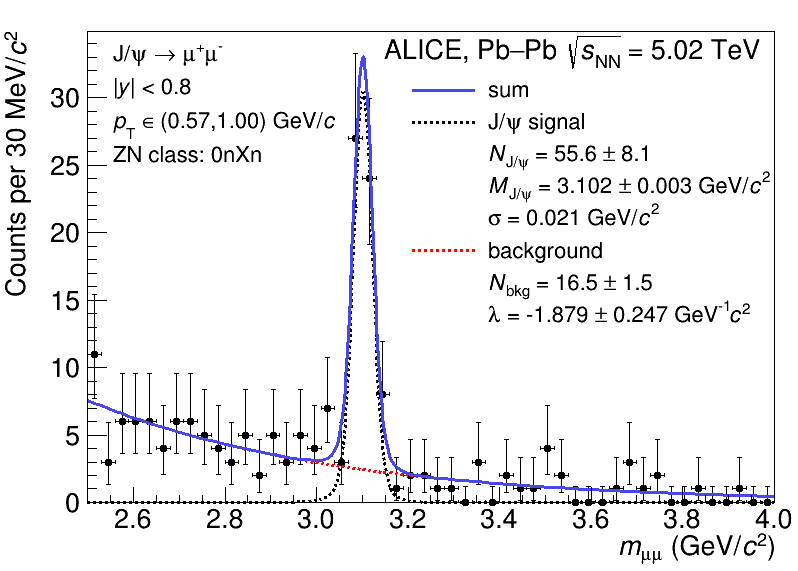 ALICE, Pb–Pb √s_NN = 5.02 TeV
J/ψ → μ⁺μ⁻
|y| < 0.8
p_T ∈ (0.57,1.00) GeV/c
ZN class: 0nXn
sum
J/ψ signal
N_J/ψ = 55.6 ± 8.1
M_J/ψ = 3.102 ± 0.003 GeV/c²
σ = 0.021 GeV/c²
background
N_bkg = 16.5 ± 1.5
λ = -1.879 ± 0.247 GeV⁻¹c²
Counts per 30 MeV/c²
30
25
20
15
10
5
0
2.6 2.8 3.0 3.2 3.4 3.6 3.8 4.0
m_μμ (GeV/c²)